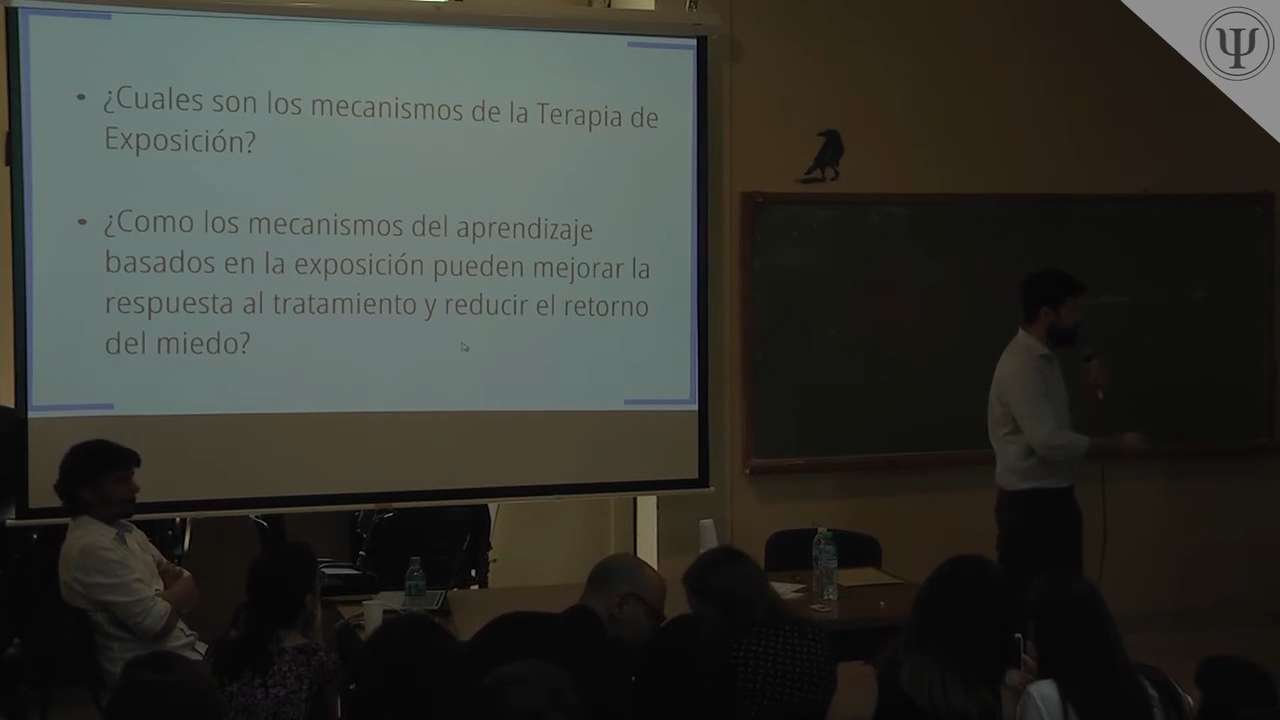 • ¿Cuales son los mecanismos de la Terapia de
Exposición?
• ¿Como los mecanismos del aprendizaje
basados en la exposición pueden mejorar la
respuesta al tratamiento y reducir el retorno
del miedo?
Ψ